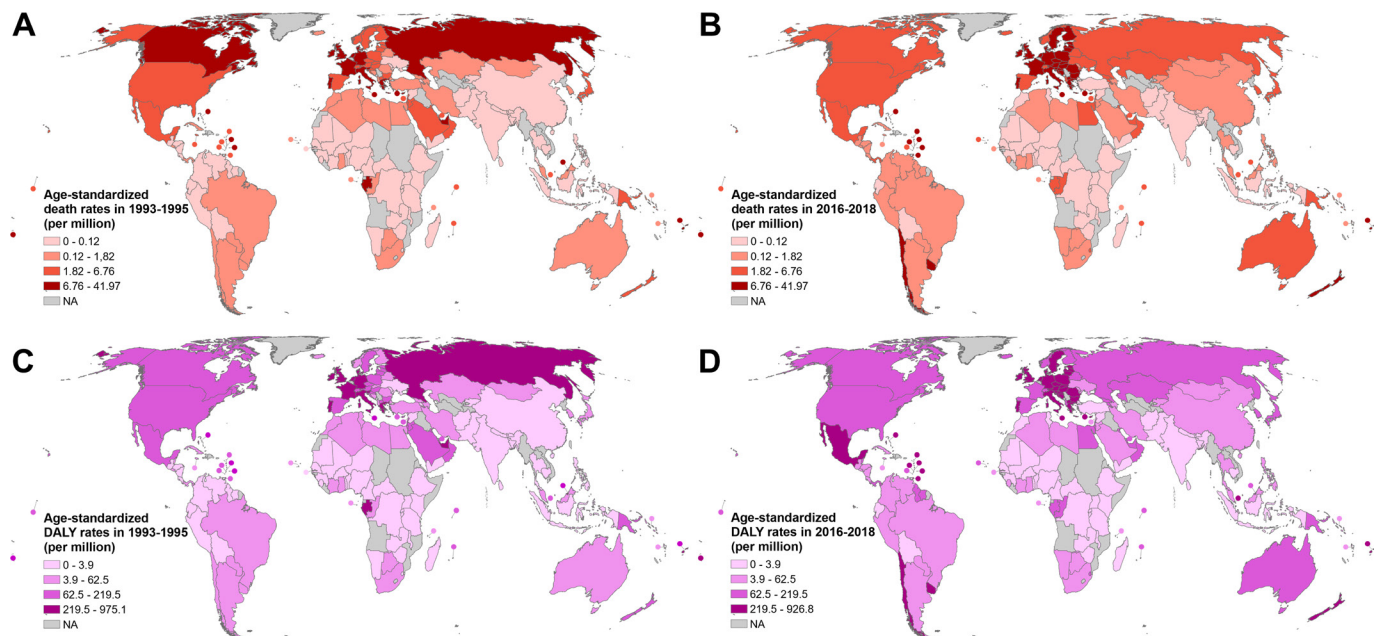 A
B
Age-standardized
death rates in 1993-1995
(per million)
0 - 0.12
0.12 - 1,82
1.82 - 6.76
6.76 - 41.97
NA
Age-standardized
death rates in 2016-2018
(per million)
0 - 0.12
0.12 - 1.82
1.82 - 6.76
6.76 - 41.97
NA
C
D
Age-standardized
DALY rates in 1993-1995
(per million)
0 - 3.9
3.9 - 62.5
62.5 - 219.5
219.5 - 975.1
NA
Age-standardized
DALY rates in 2016-2018
(per million)
0 - 3.9
3.9 - 62.5
62.5 - 219.5
219.5 - 926.8
NA